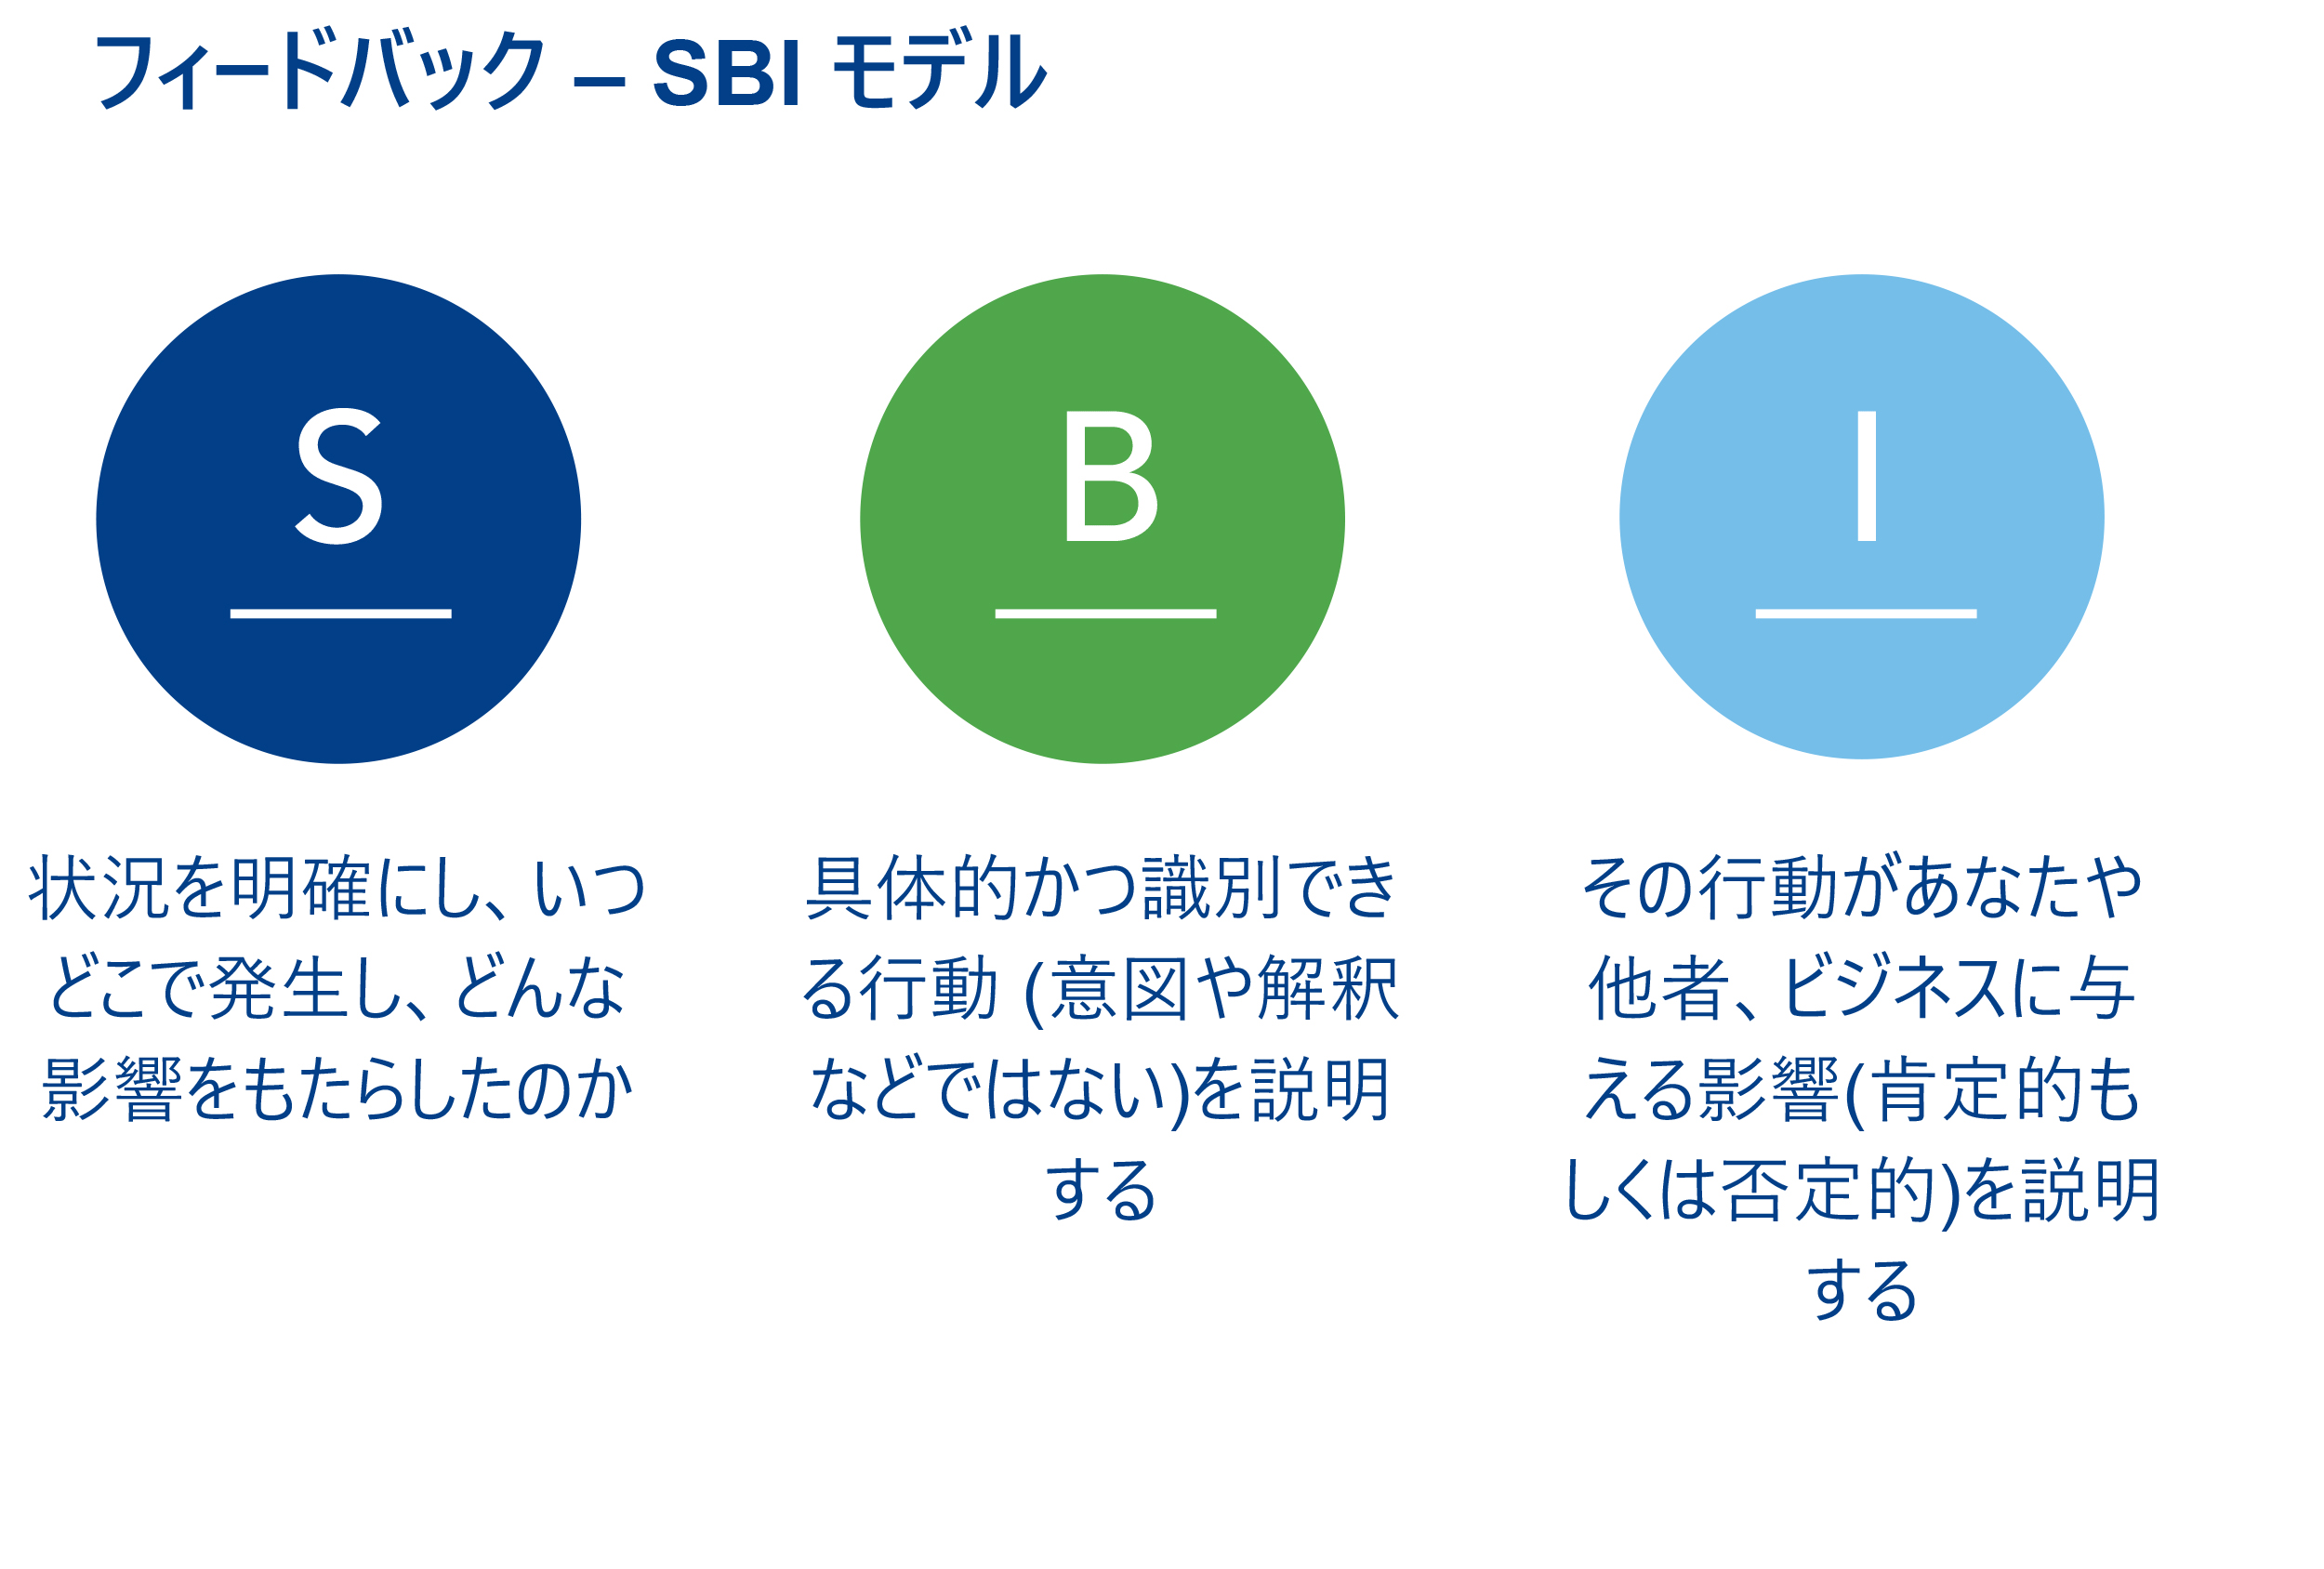 フィードバック – SBI モデル
S
状況を明確にし、いつ
どこで発生し、どんな
影響をもたらしたのか
B
具体的かつ識別でき
る行動 (意図や解釈
などではない)を説明
する
I
その行動があなたや
他者、ビジネスに与
える影響(肯定的も
しくは否定的)を説明
する